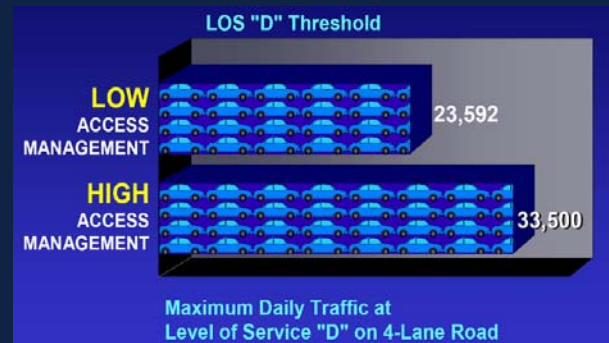 LOS "D" Threshold
LOW
ACCESS
MANAGEMENT
23,592
HIGH
ACCESS
MANAGEMENT
33,500
Maximum Daily Traffic at
Level of Service "D" on 4-Lane Road